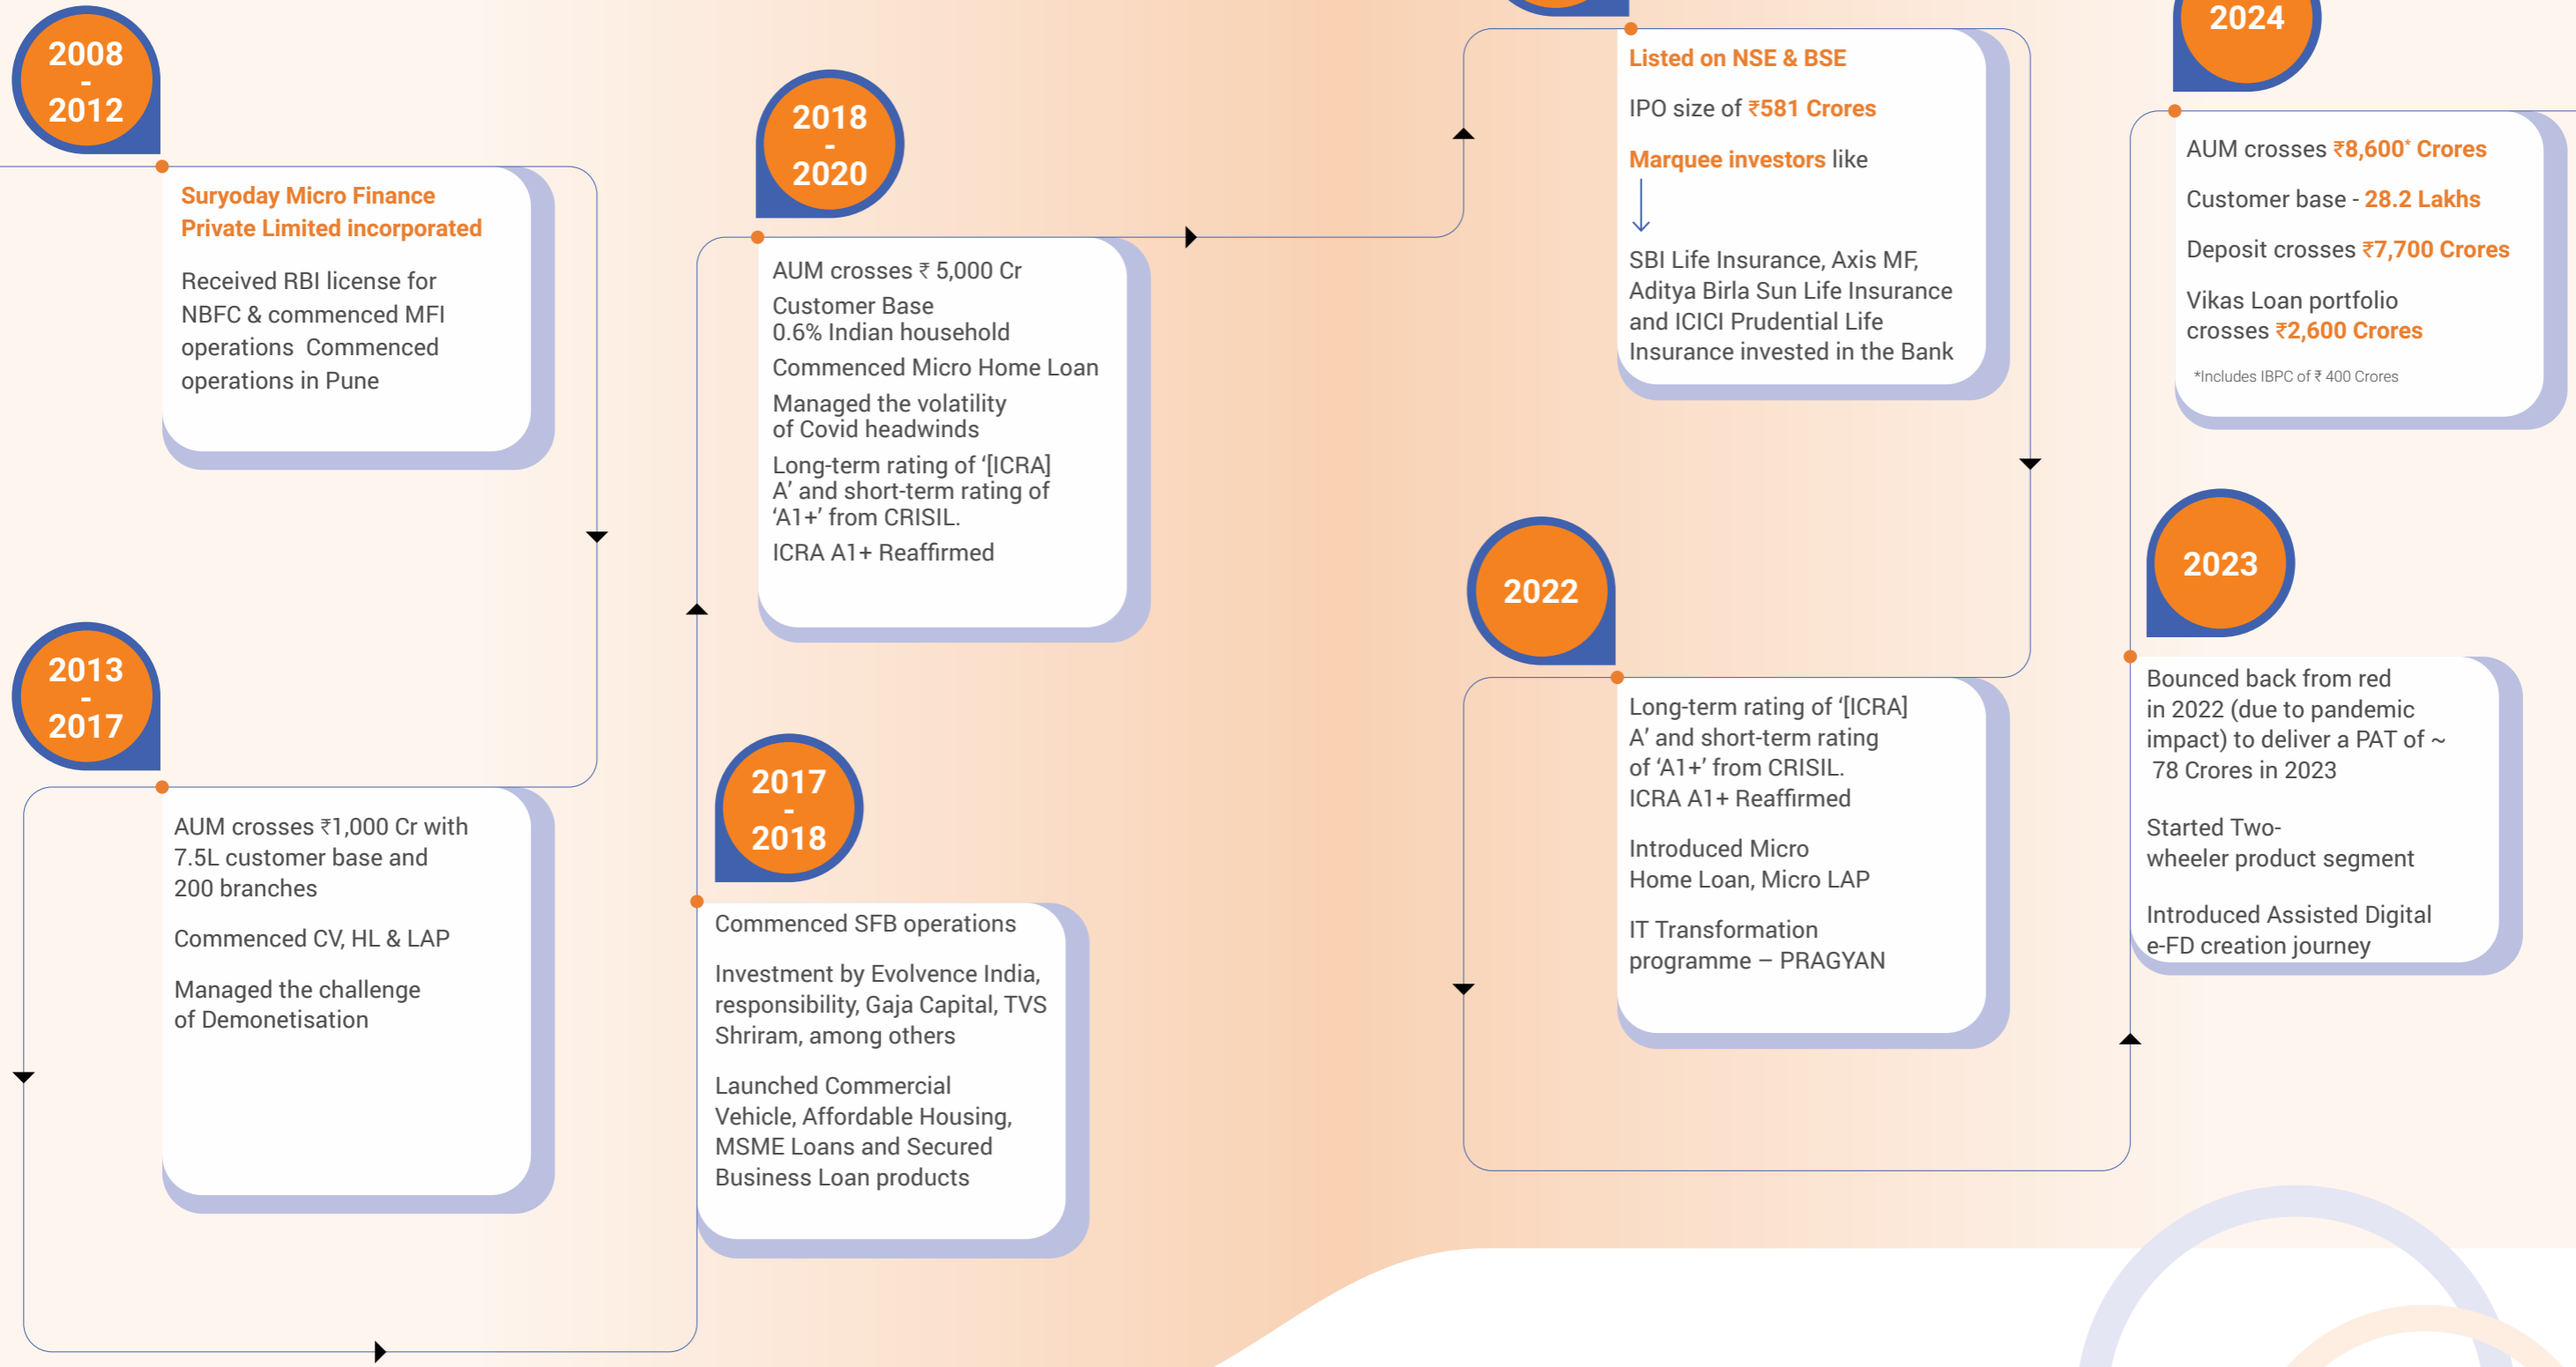 2008
-
2012
Suryoday Micro Finance
Private Limited incorporated
Received RBI license for
NBFC & commenced MFI
operations  Commenced
operations in Pune
2013
-
2017
AUM crosses ₹1,000 Cr with
7.5L customer base and
200 branches
Commenced CV, HL & LAP
Managed the challenge
of Demonetisation
2017
-
2018
Commenced SFB operations
Investment by Evolvence India,
responsibility, Gaja Capital, TVS
Shriram, among others
Launched Commercial
Vehicle, Affordable Housing,
MSME Loans and Secured
Business Loan products
2018
-
2020
AUM crosses ₹ 5,000 Cr
Customer Base
0.6% Indian household
Commenced Micro Home Loan
Managed the volatility
of Covid headwinds
Long-term rating of ‘[ICRA]
A’ and short-term rating of
‘A1+’ from CRISIL.
ICRA A1+ Reaffirmed
Listed on NSE & BSE
IPO size of ₹581 Crores
Marquee investors like
SBI Life Insurance, Axis MF,
Aditya Birla Sun Life Insurance
and ICICI Prudential Life
Insurance invested in the Bank
2022
Long-term rating of ‘[ICRA]
A’ and short-term rating
of ‘A1+’ from CRISIL.
ICRA A1+ Reaffirmed
Introduced Micro
Home Loan, Micro LAP
IT Transformation
programme – PRAGYAN
2023
Bounced back from red
in 2022 (due to pandemic
impact) to deliver a PAT of ~
78 Crores in 2023
Started Two-
wheeler product segment
Introduced Assisted Digital
e-FD creation journey
2024
AUM crosses ₹8,600* Crores
Customer base - 28.2 Lakhs
Deposit crosses ₹7,700 Crores
Vikas Loan portfolio
crosses ₹2,600 Crores
*Includes IBPC of ₹ 400 Crores